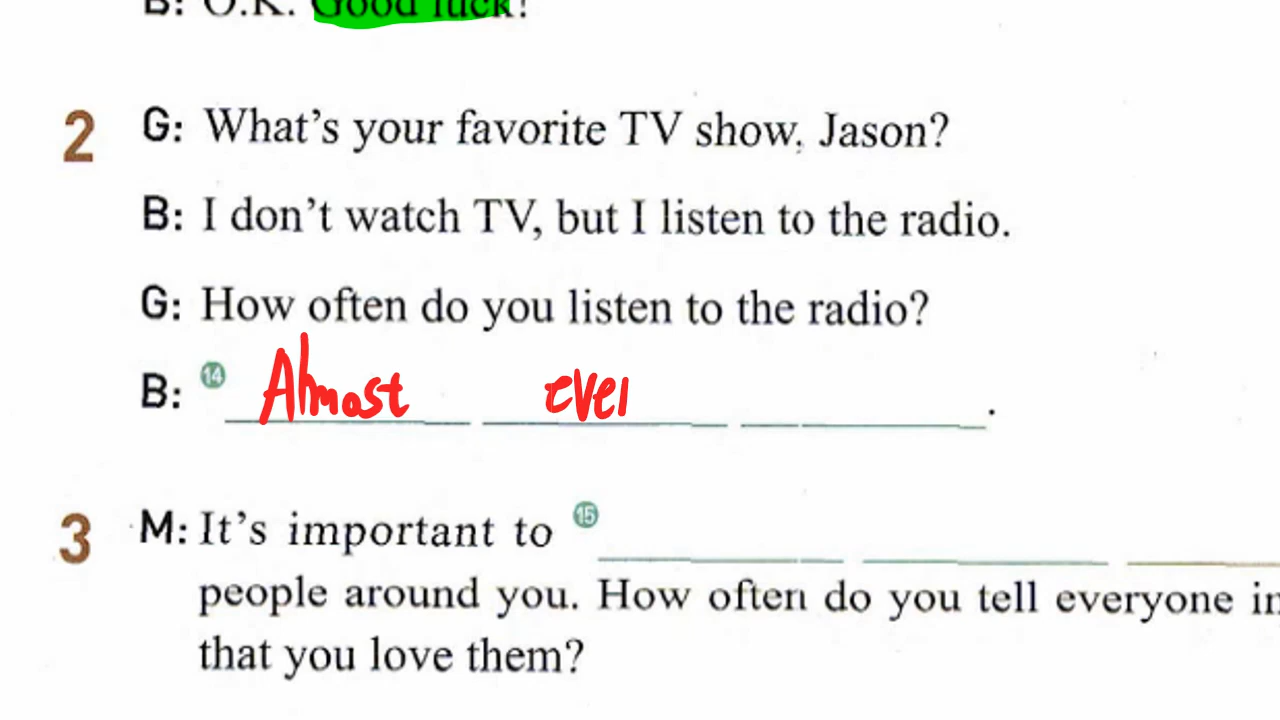 B: O.K. Good luck!
2 G: What's your favorite TV show, Jason?
B: I don't watch TV, but I listen to the radio.
G: How often do you listen to the radio?
B: 14 Almost ever .
3 M: It's important to 15
people around you. How often do you tell everyone in
that you love them?